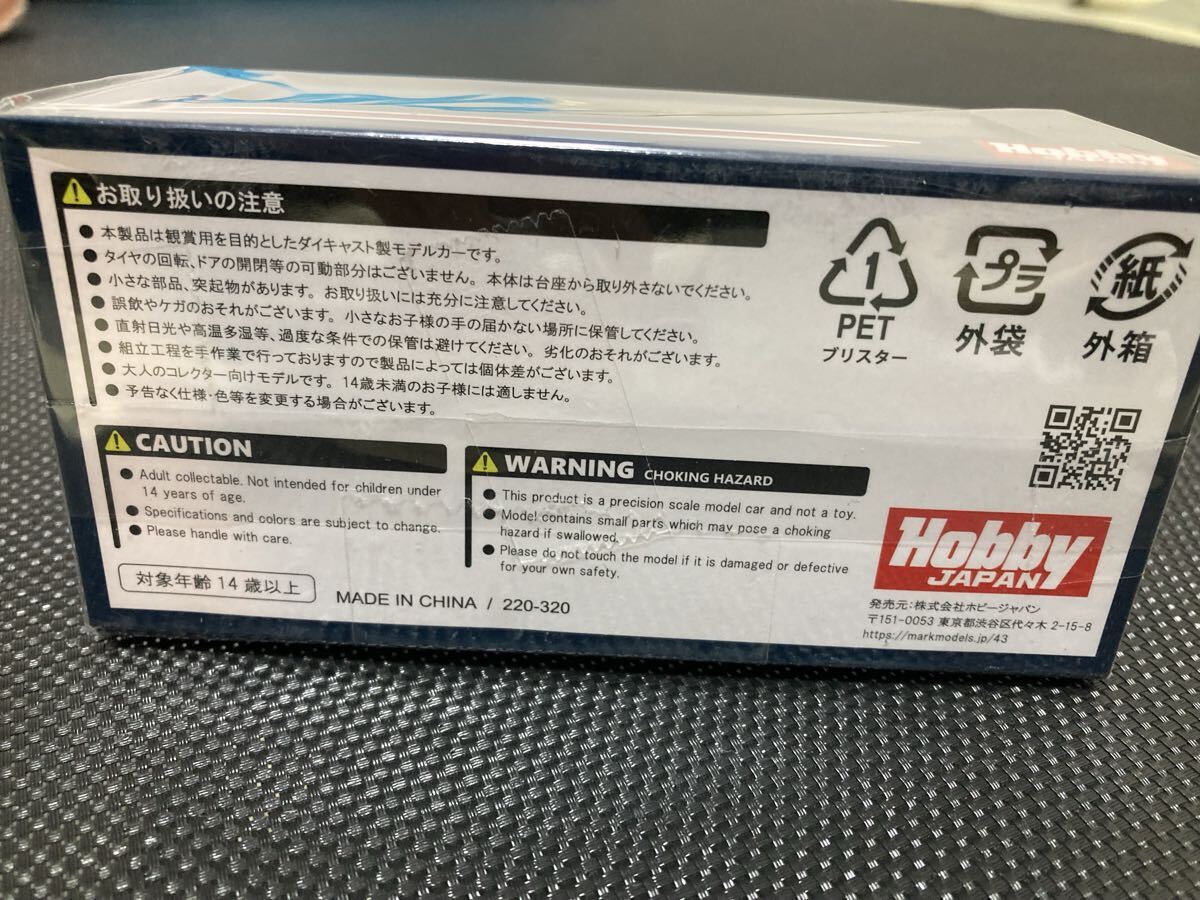 Hobby
お取り扱いの注意
● 本製品は観賞用を目的としたダイキャスト製モデルカーです。
● タイヤの回転、ドアの開閉等の可動部分はございません。本体は台座から取り外さないでください。
● 小さな部品、突起物があります。お取り扱いには充分に注意してください。
● 誤飲やケガのおそれがございます。小さなお子様の手の届かない場所に保管してください。
● 直射日光や高温多湿等、過度な条件での保管は避けてください。劣化のおそれがございます。
● 組立工程を手作業で行っておりますので製品によっては個体差がございます。
● 大人のコレクター向けモデルです。14歳未満のお子様には適しません。
● 予告なく仕様・色等を変更する場合がございます。
1
PET
ブリスター
プラ
外袋
紙
外箱
CAUTION
● Adult collectable. Not intended for children under
14 years of age.
● Specifications and colors are subject to change.
● Please handle with care.
WARNING CHOKING HAZARD
● This product is a precision scale model car and not a toy.
● Model contains small parts which may pose a choking
hazard if swallowed.
● Please do not touch the model if it is damaged or defective
for your own safety.
対象年齢14歳以上
MADE IN CHINA / 220-320
Hobby
JAPAN
発売元：株式会社ホビージャパン
〒151-0053 東京都渋谷区代々木 2-15-8
https://markmodels.jp/43